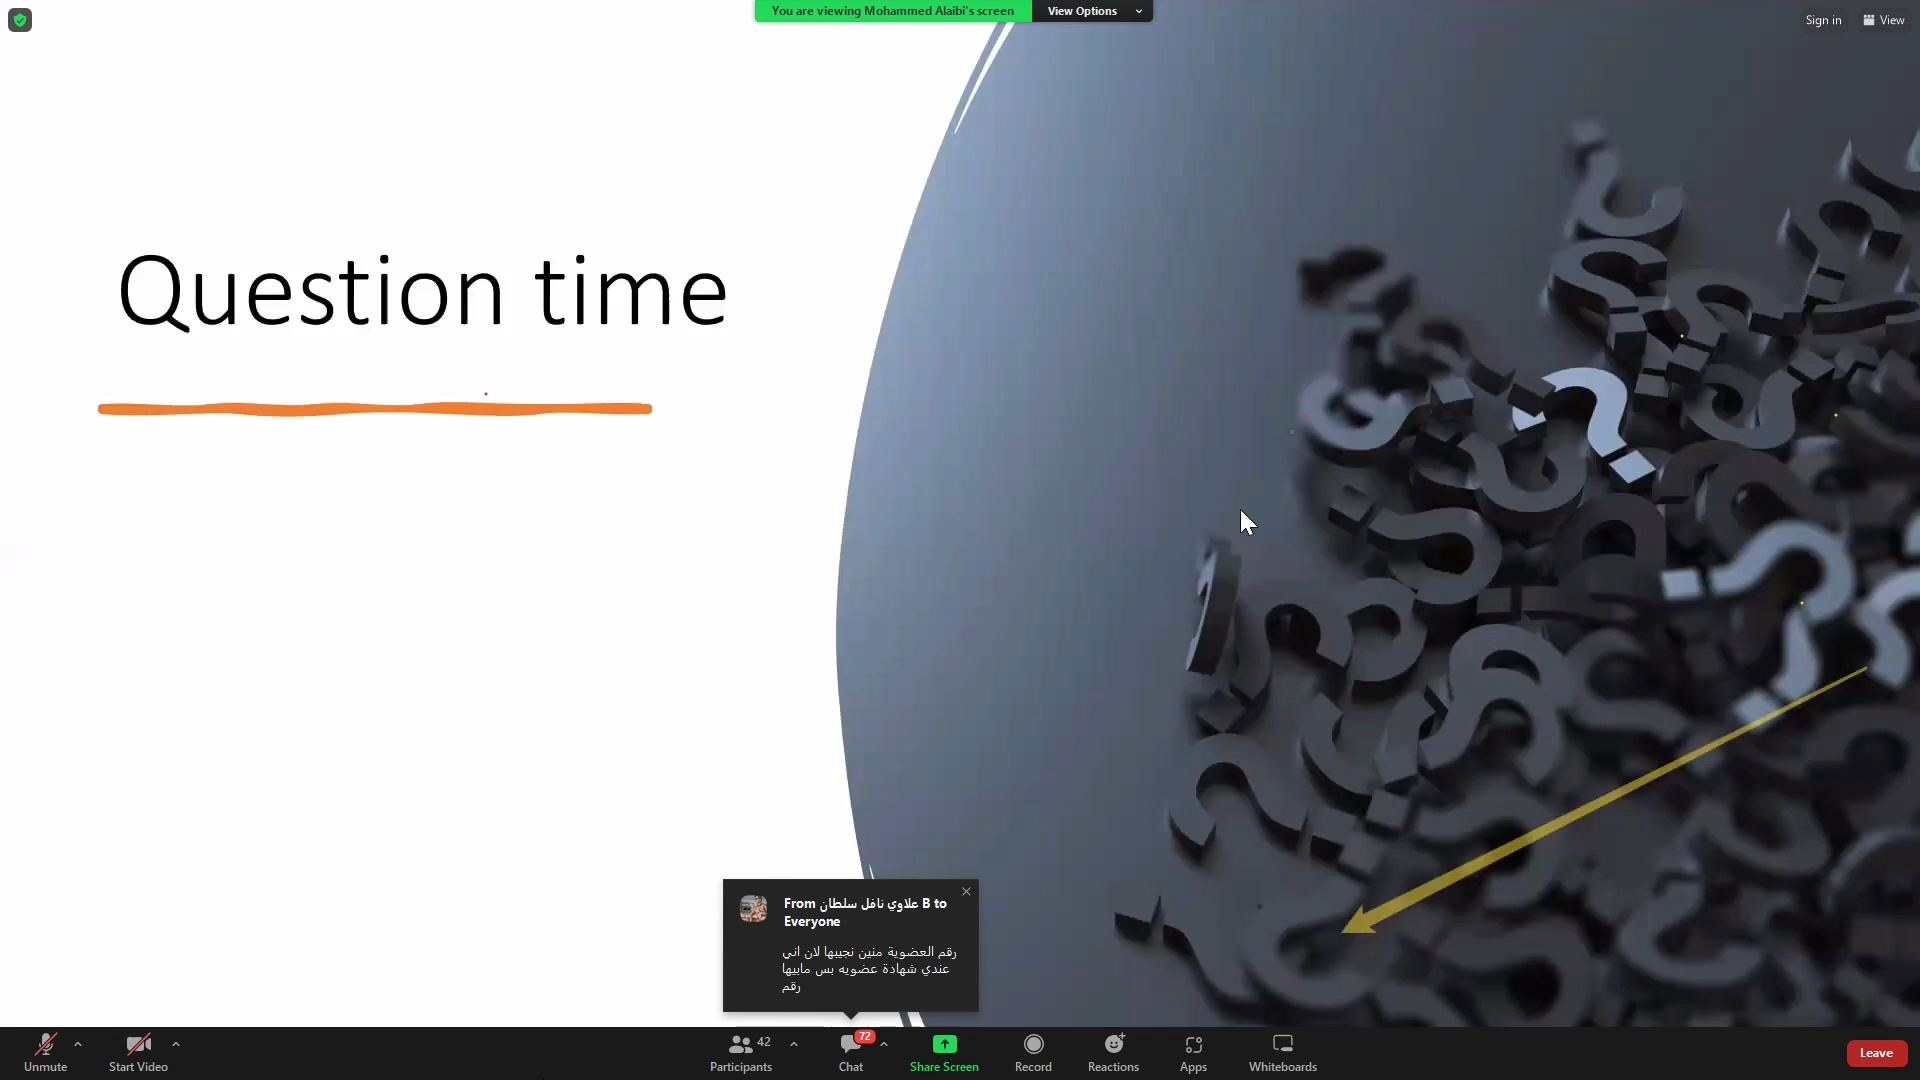 You are viewing Mohammed Alaibi's screen
View Options
Sign in
View
Question time
From علاوي نافل سلطان B to
Everyone
رقم العضوية منين نجيبها لان اني
عندي شهادة عضويه بس مابيها
رقم
Unmute
Start Video
42
Participants
72
Chat
Share Screen
Record
Reactions
Apps
Whiteboards
Leave